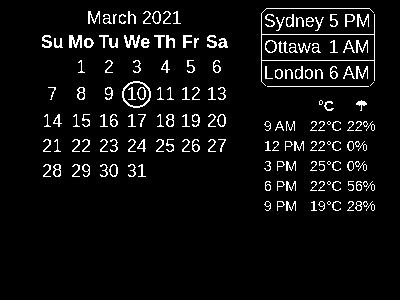 March 2021
Su Mo Tu We Th Fr Sa
1 2 3 4 5 6
7 8 9 10 11 12 13
14 15 16 17 18 19 20
21 22 23 24 25 26 27
28 29 30 31
Sydney 5 PM
Ottawa 1 AM
London 6 AM
°C ☂
9 AM 22°C 22%
12 PM 22°C 0%
3 PM 25°C 0%
6 PM 22°C 56%
9 PM 19°C 28%